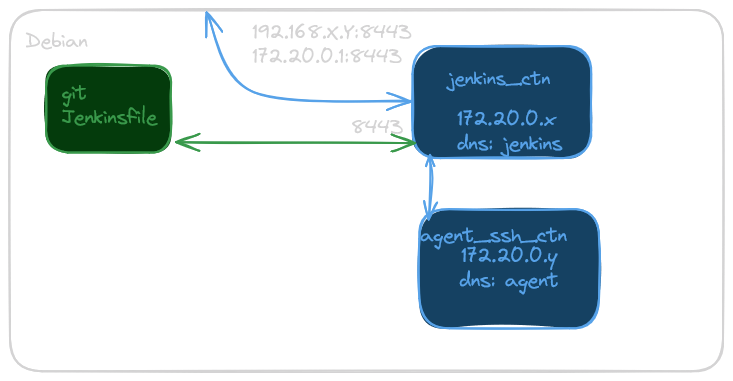 Debian
192.168.x.Y:8443
172.20.0.1:8443
git
Jenkinsfile
8443
jenkins_ctn
172.20.0.x
dns: jenkins
agent_ssh_ctn
172.20.0.y
dns: agent